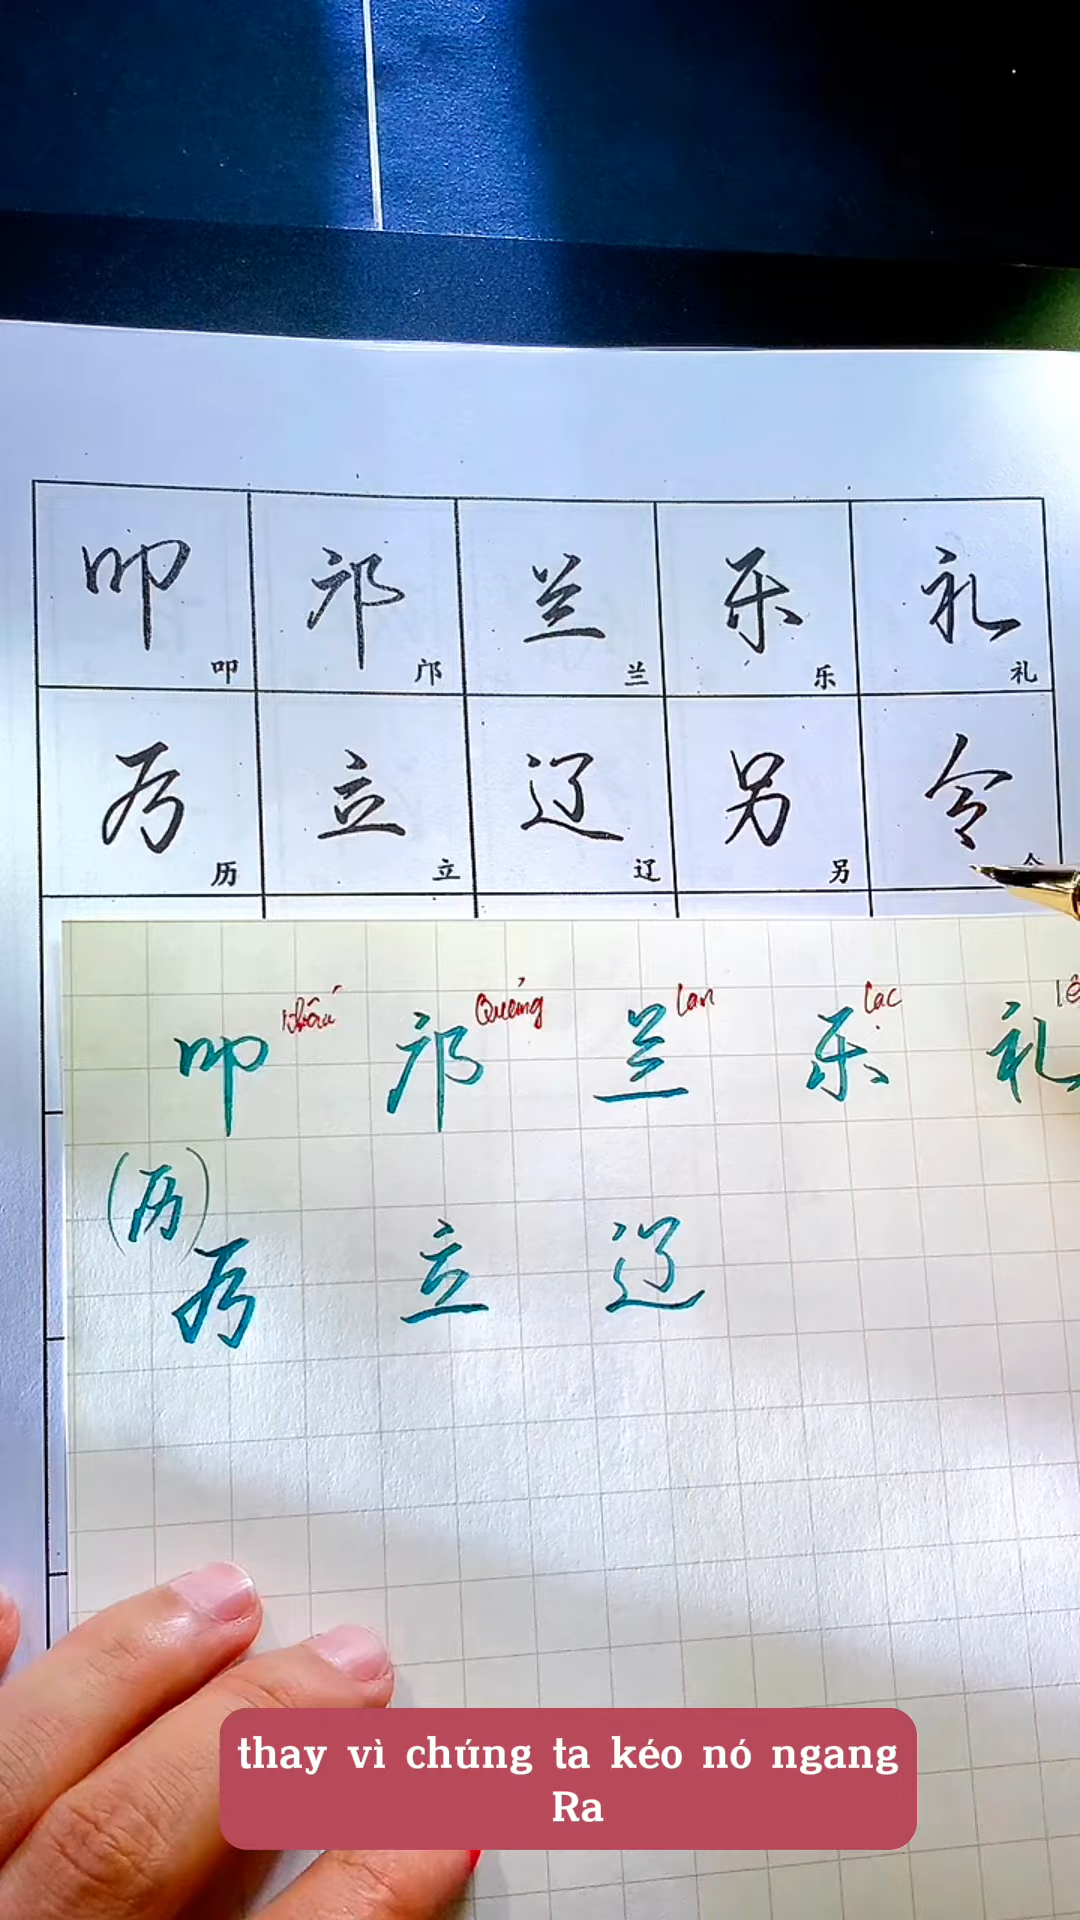 叩 邝 兰 乐 礼
叩 邝 兰 乐 礼
历 立 辽 另 令
历 立 辽 另
Khấu Quảng Lan Lạc
叩 邝 兰 乐 礼
(历)
历 立 辽
thay vì chúng ta kéo nó ngang
Ra